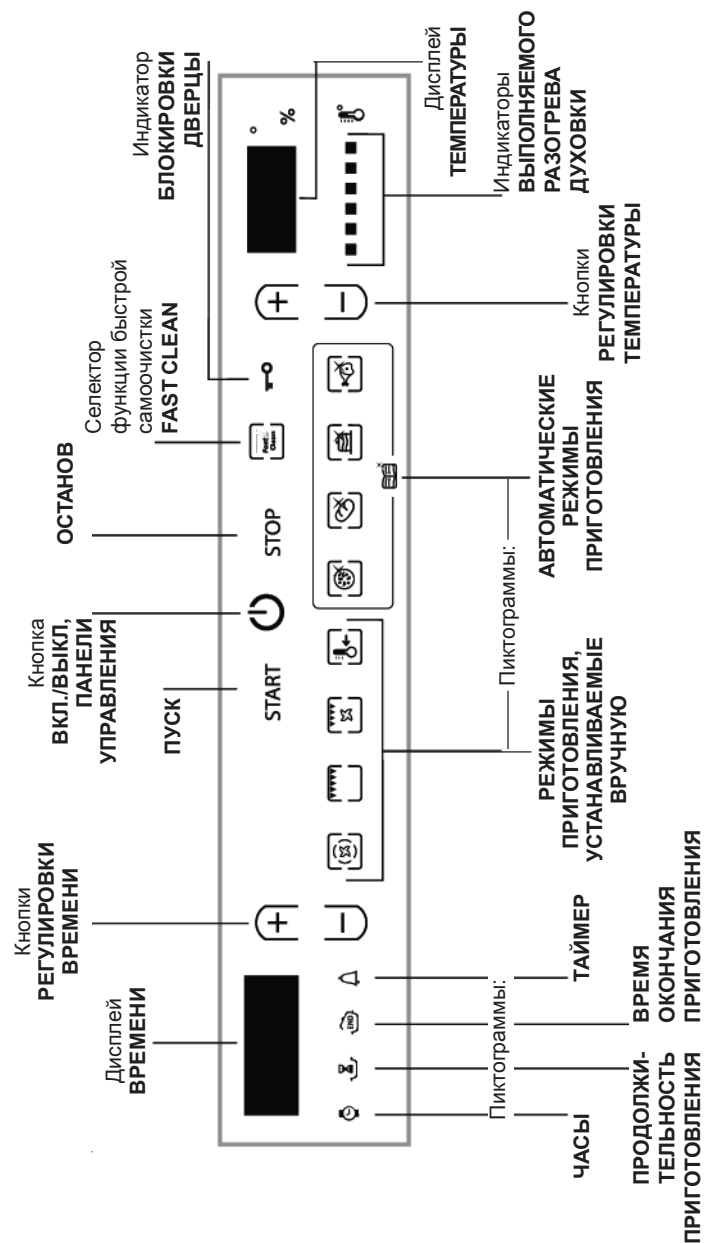 Дисплей
ВРЕМЕНИ
Кнопки
РЕГУЛИРОВКИ
ВРЕМЕНИ
ПУСК
Кнопка
ВКЛ./ВЫКЛ,
ПАНЕЛИ
УПРАВЛЕНИЯ
ОСТАНОВ
Селектор
функции быстрой
самоочистки
FAST CLEAN
Индикатор
БЛОКИРОВКИ
ДВЕРЦЫ
START
STOP
Fast
Clean
°
%
°
+
−
+
−
END
Дисплей
ТЕМПЕРАТУРЫ
Индикаторы
ВЫПОЛНЯЕМОГО
РАЗОГРЕВА
ДУХОВКИ
Кнопки
РЕГУЛИРОВКИ
ТЕМПЕРАТУРЫ
Пиктограммы:
ЧАСЫ
ПРОДОЛЖИ-
ТЕЛЬНОСТЬ
ПРИГОТОВЛЕНИЯ
ВРЕМЯ
ОКОНЧАНИЯ
ПРИГОТОВЛЕНИЯ
ТАЙМЕР
Пиктограммы:
РЕЖИМЫ
ПРИГОТОВЛЕНИЯ,
УСТАНАВЛИВАЕМЫЕ
ВРУЧНУЮ
АВТОМАТИЧЕСКИЕ
РЕЖИМЫ
ПРИГОТОВЛЕНИЯ